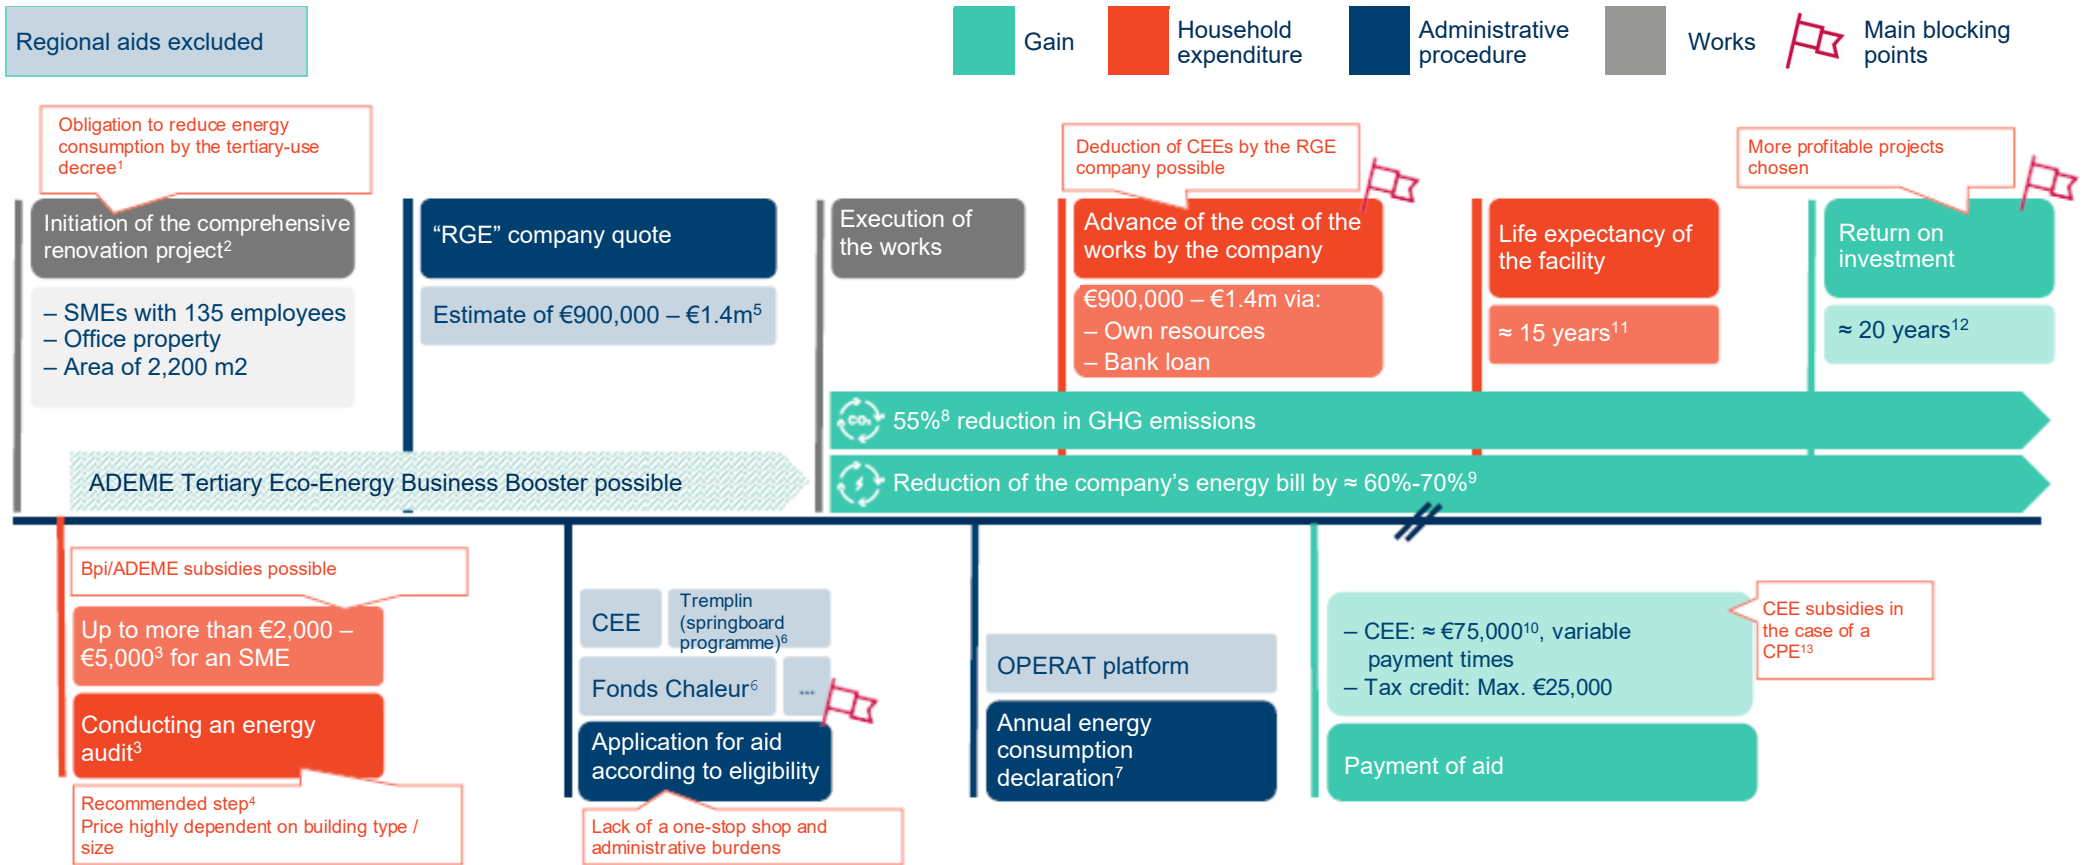 Regional aids excluded
Gain
Household
expenditure
Administrative
procedure
Works
Main blocking
points
Obligation to reduce energy
consumption by the tertiary-use
decree¹
Initiation of the comprehensive
renovation project²
– SMEs with 135 employees
– Office property
– Area of 2,200 m2
“RGE” company quote
Estimate of €900,000 – €1.4m⁵
Execution of
the works
Deduction of CEEs by the RGE
company possible
Advance of the cost of the
works by the company
€900,000 – €1.4m via:
– Own resources
– Bank loan
Life expectancy of
the facility
≈ 15 years¹¹
More profitable projects
chosen
Return on
investment
≈ 20 years¹²
CO₂
55%⁸ reduction in GHG emissions
ADEME Tertiary Eco-Energy Business Booster possible
Reduction of the company’s energy bill by ≈ 60%-70%⁹
Bpi/ADEME subsidies possible
Up to more than €2,000 –
€5,000³ for an SME
Conducting an energy
audit³
Recommended step⁴
Price highly dependent on building type /
size
CEE
Tremplin
(springboard
programme)⁶
Fonds Chaleur⁶
...
Application for aid
according to eligibility
Lack of a one-stop shop and
administrative burdens
OPERAT platform
Annual energy
consumption
declaration⁷
– CEE: ≈ €75,000¹⁰, variable
payment times
– Tax credit: Max. €25,000
Payment of aid
CEE subsidies in
the case of a
CPE¹³